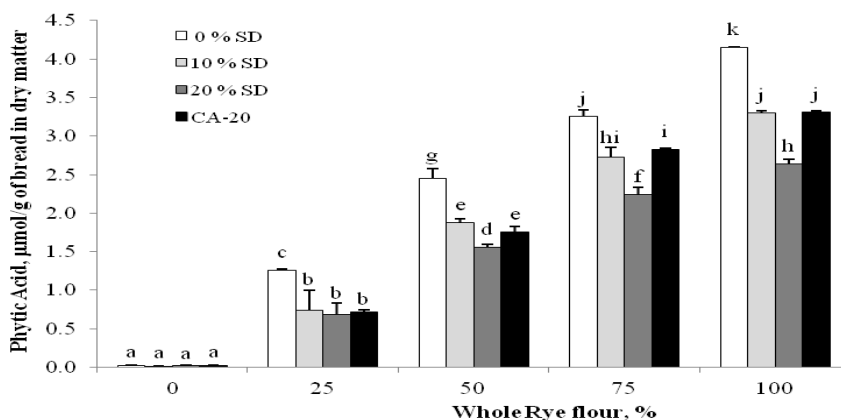 Phytic Acid, µmol/g of bread in dry matter
4.5
4.0
3.5
3.0
2.5
2.0
1.5
1.0
0.5
0.0
0 % SD
10 % SD
20 % SD
CA-20
a a a a
c b b b
g e d e
j hi f i
k j h j
0 25 50 75 100
Whole Rye flour, %